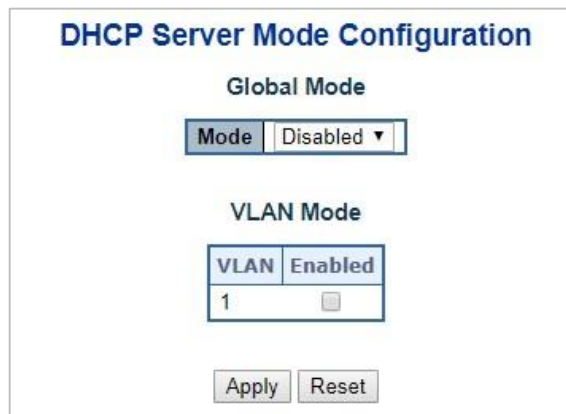 DHCP Server Mode Configuration
Global Mode
Mode Disabled ▼
VLAN Mode
VLAN Enabled
1
Apply Reset